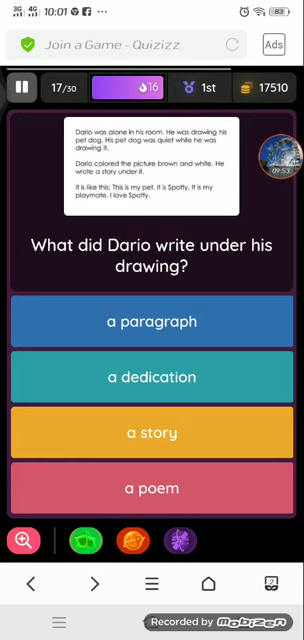 3G 4G 10:01 83
Join a Game - Quizizz Ads
17/30 16 1st 17510
Dario was alone in his room. He was drawing his
pet dog. His pet dog was quiet while he was
drawing it.
Dario colored the picture brown and white. He
wrote a story under it.
It is like this: This is my pet. It is Spotty. It is my
playmate. I love Spotty.
09:53
What did Dario write under his
drawing?
a paragraph
a dedication
a story
a poem
2
Recorded by mobizen